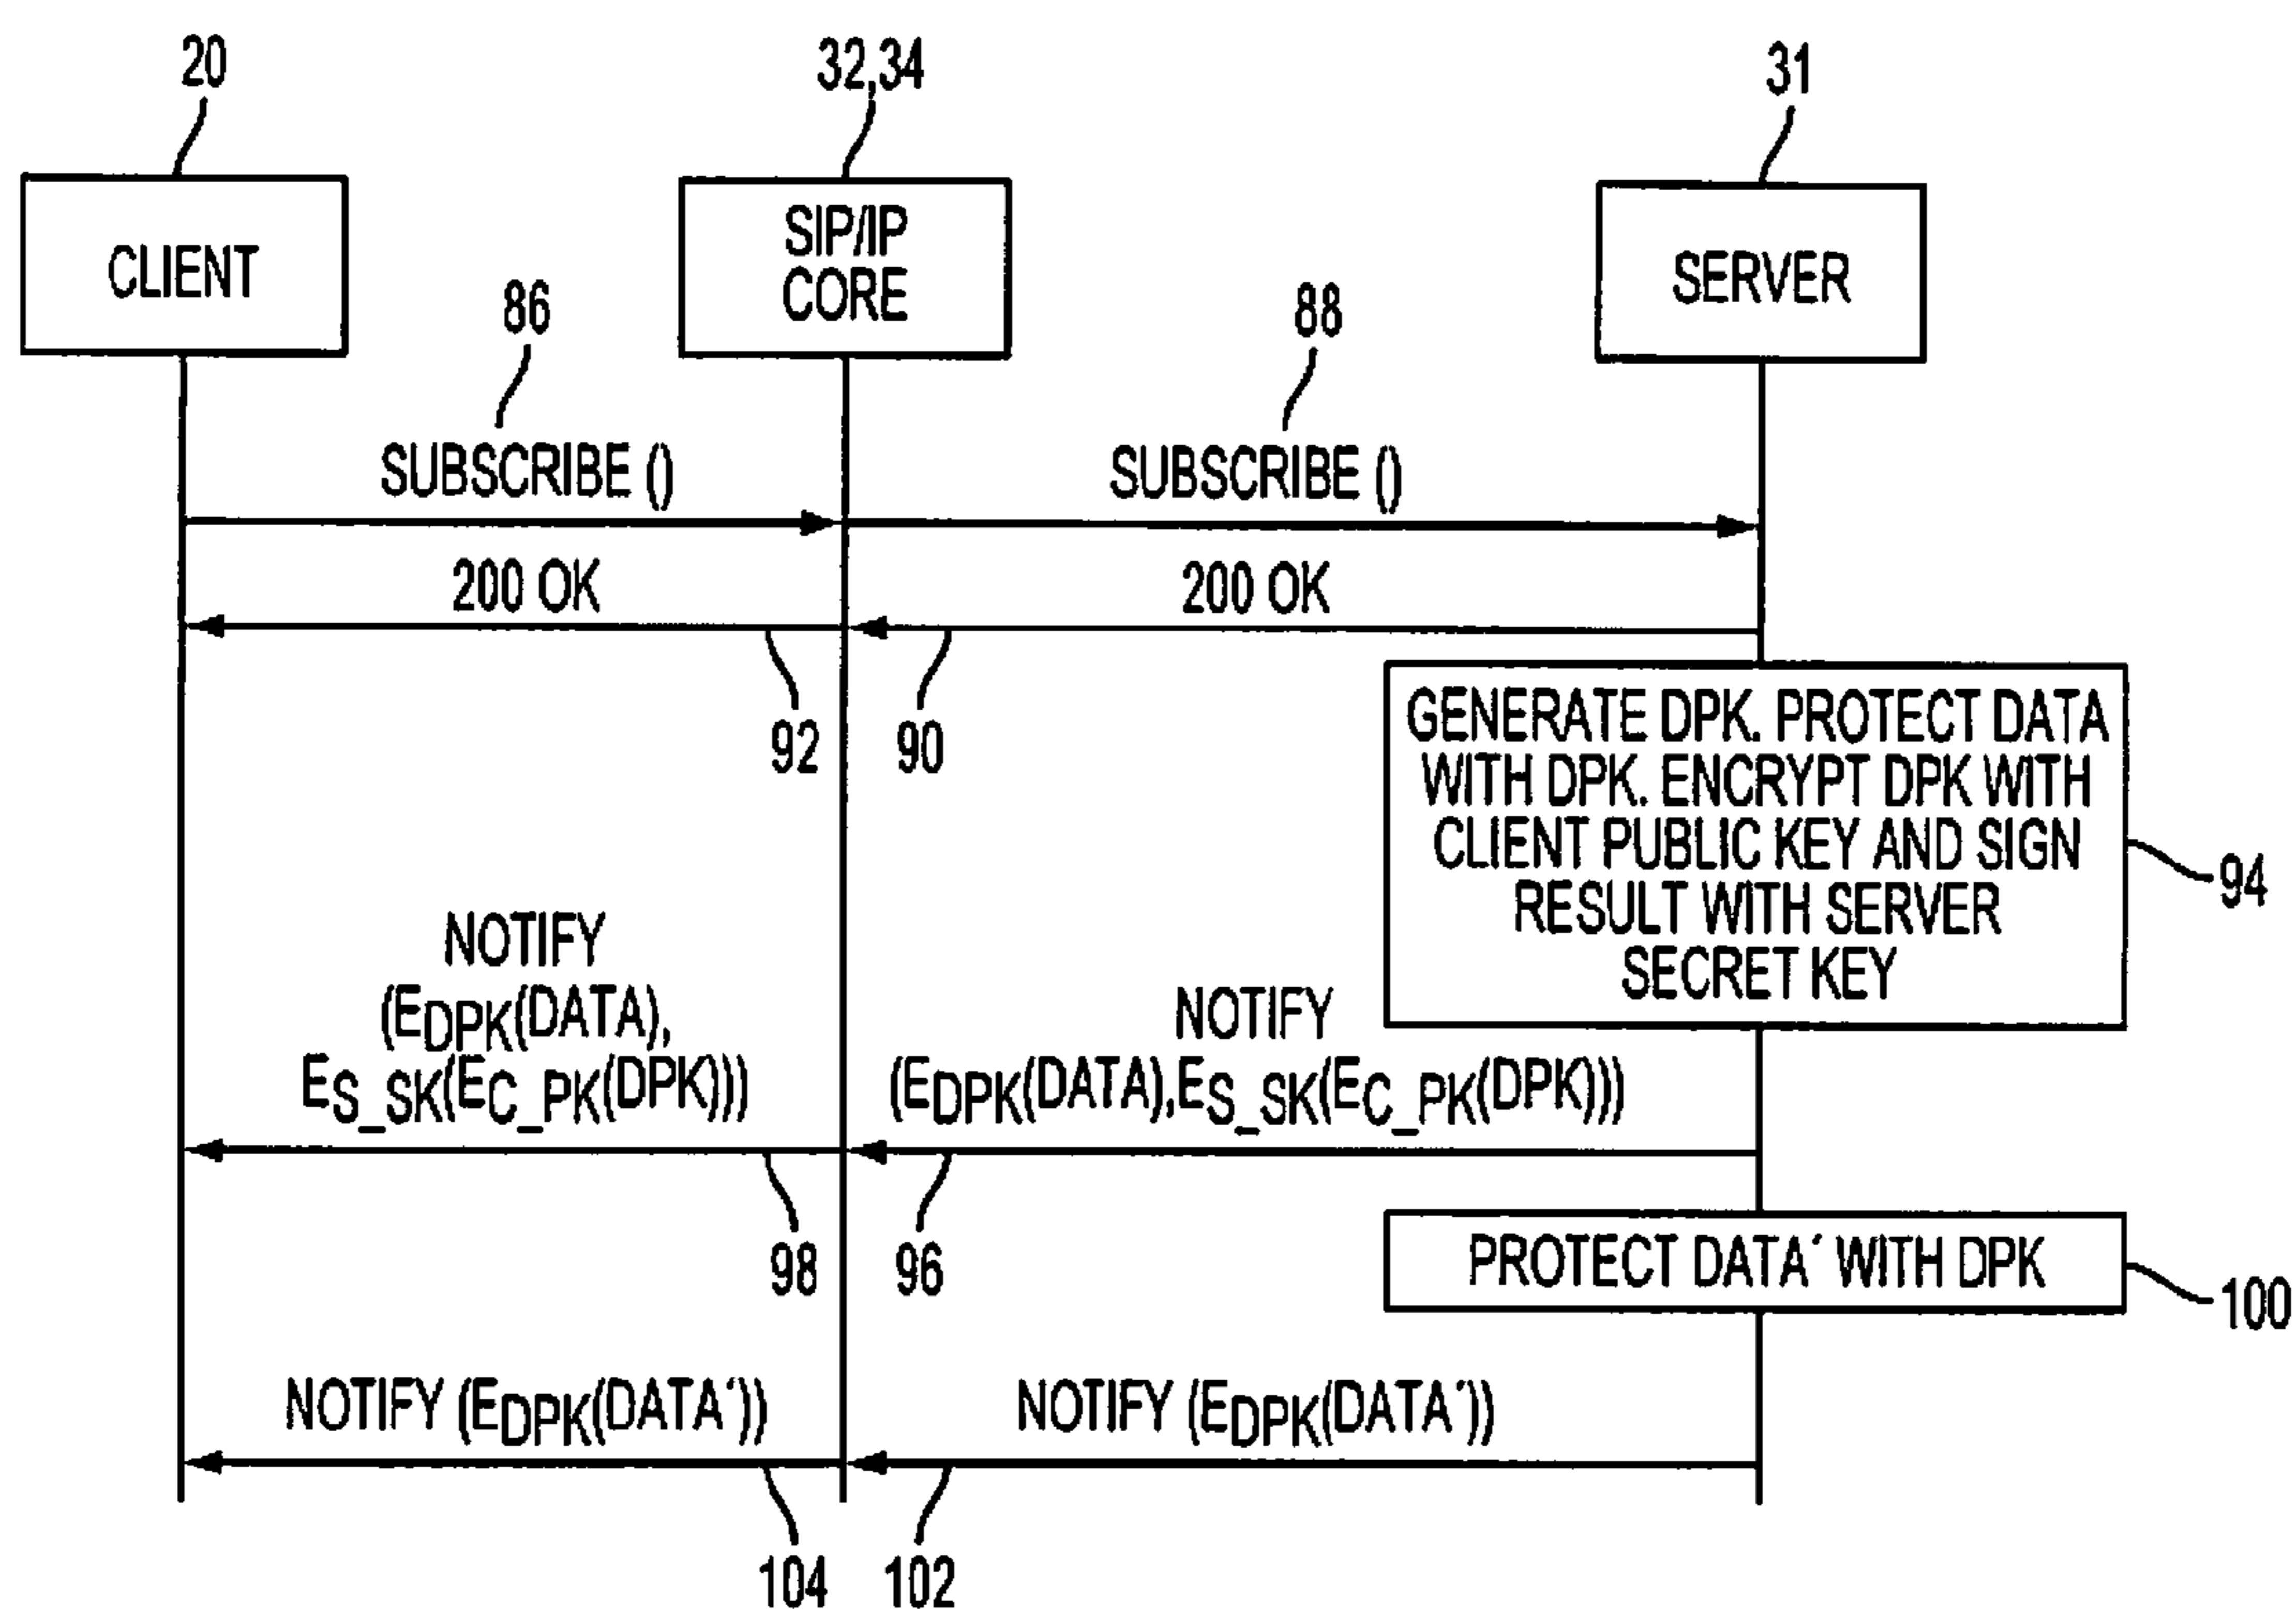 20
32,34
31
CLIENT
SIP/IP
CORE
SERVER
86
88
SUBSCRIBE ()
SUBSCRIBE ()
200 OK
200 OK
92
90
GENERATE DPK. PROTECT DATA
WITH DPK. ENCRYPT DPK WITH
CLIENT PUBLIC KEY AND SIGN
RESULT WITH SERVER
SECRET KEY
94
NOTIFY
(EDPK(DATA),
ES_SK(EC_PK(DPK)))
NOTIFY
(EDPK(DATA),ES_SK(EC_PK(DPK)))
98
96
PROTECT DATA´ WITH DPK
100
NOTIFY (EDPK(DATA´))
NOTIFY (EDPK(DATA´))
104
102